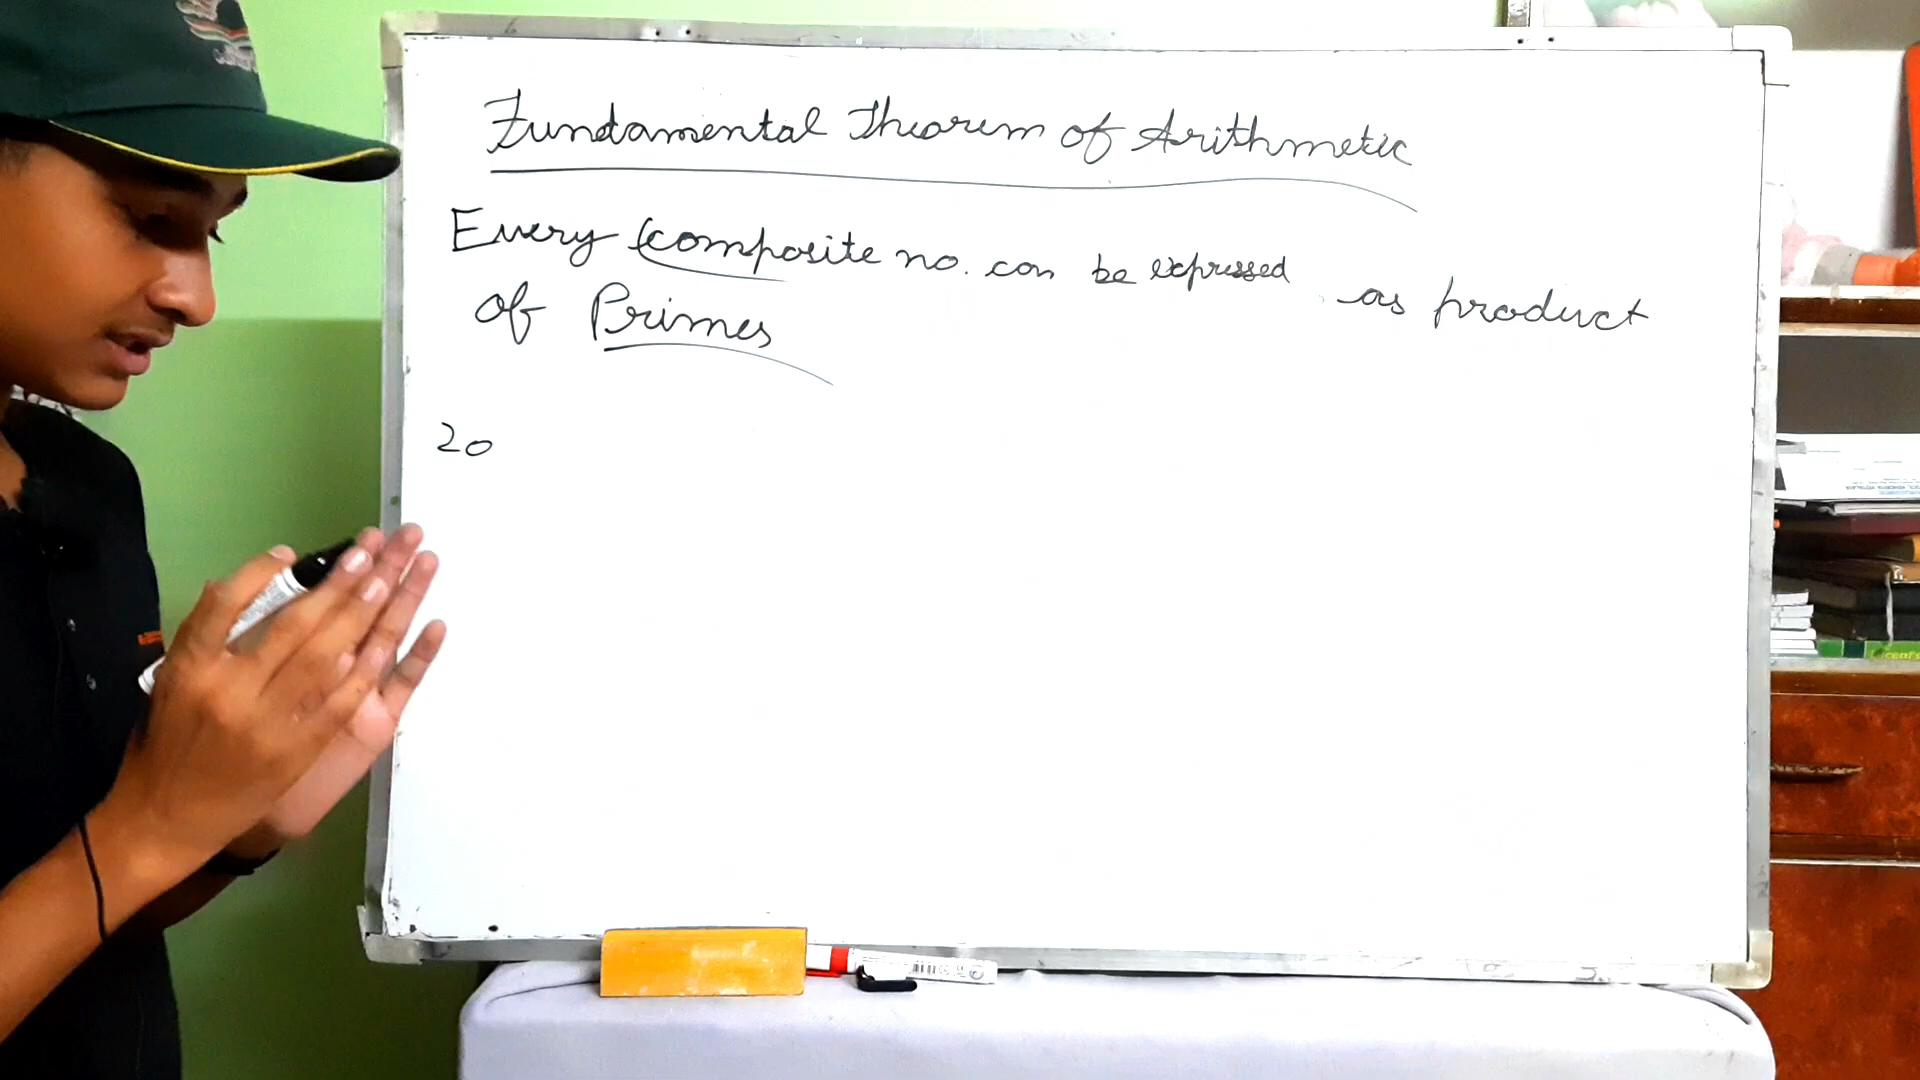 Fundamental Theorem of Arithmetic
Every composite no. can be expressed as product
of Primes
20